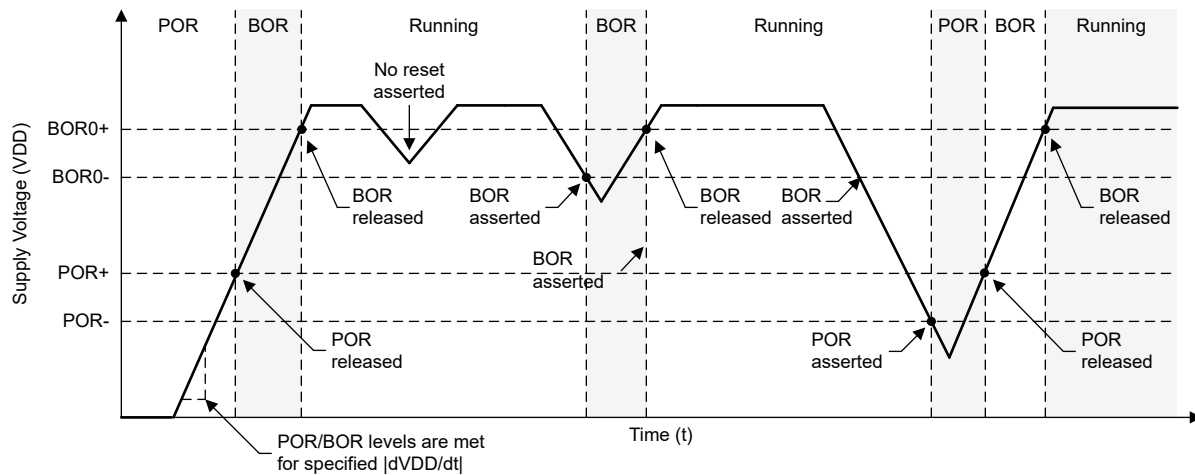 POR
BOR
Running
BOR
Running
POR
BOR
Running
No reset
asserted
Supply Voltage (VDD)
BOR0+
BOR0-
POR+
POR-
BOR
released
BOR
asserted
BOR
released
BOR
asserted
BOR
released
BOR
asserted
POR
released
POR
asserted
POR
released
POR/BOR levels are met
for specified |dVDD/dt|
Time (t)